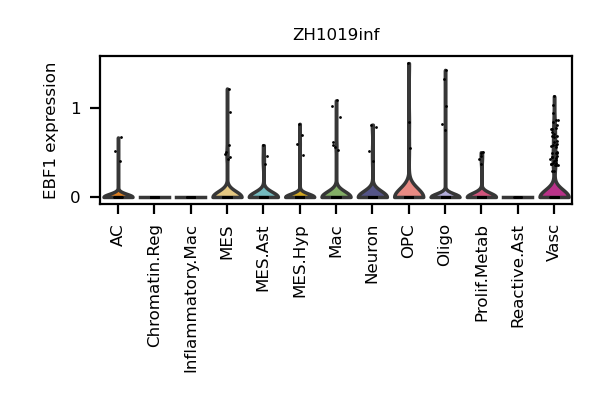 ZH1019inf
EBF1 expression
1
0
AC
Chromatin.Reg
Inflammatory.Mac
MES
MES.Ast
MES.Hyp
Mac
Neuron
OPC
Oligo
Prolif.Metab
Reactive.Ast
Vasc